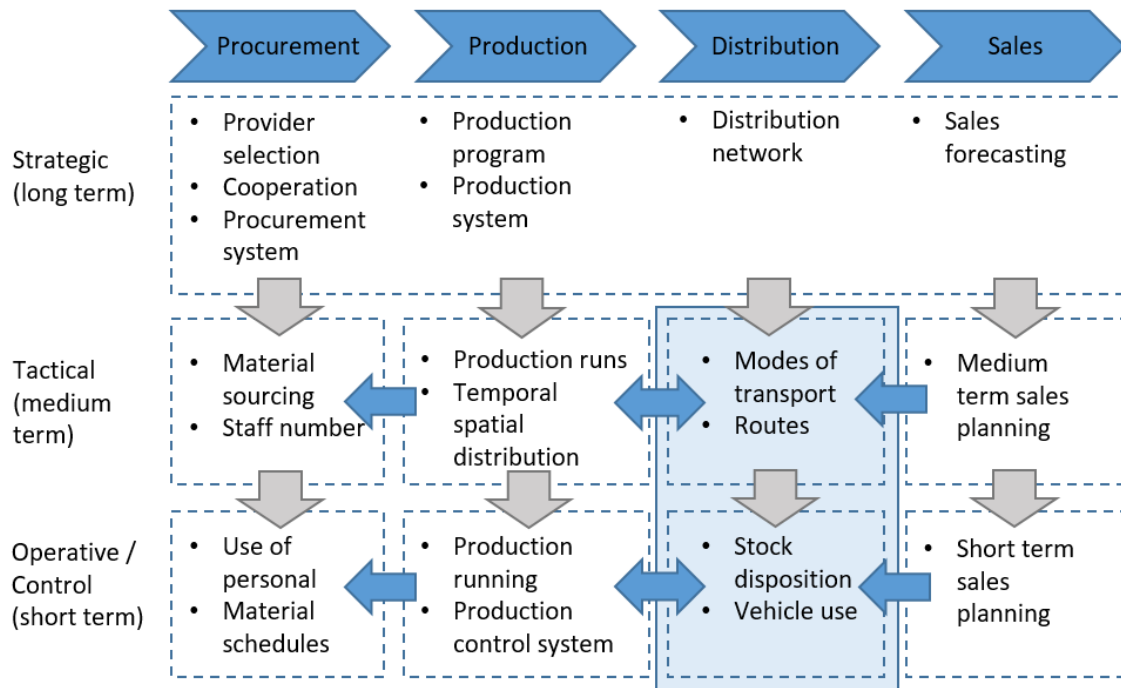 Procurement
Production
Distribution
Sales
Strategic
(long term)
• Provider
selection
• Cooperation
• Procurement
system
• Production
program
• Production
system
• Distribution
network
• Sales
forecasting
Tactical
(medium
term)
• Material
sourcing
• Staff number
• Production runs
• Temporal
spatial
distribution
• Modes of
transport
• Routes
• Medium
term sales
planning
Operative /
Control
(short term)
• Use of
personal
• Material
schedules
• Production
running
• Production
control system
• Stock
disposition
• Vehicle use
• Short term
sales
planning